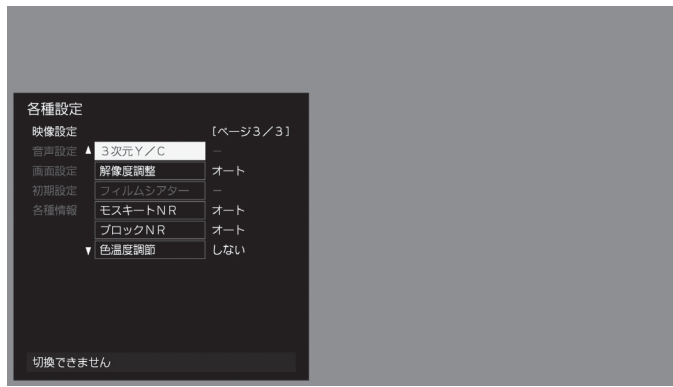 各種設定
映像設定 [ページ3/3]
音声設定 ▲ 3次元Y/C －
画面設定 解像度調整 オート
初期設定 フィルムシアター －
各種情報 モスキートNR オート
ブロックNR オート
▼ 色温度調節 しない
切換できません